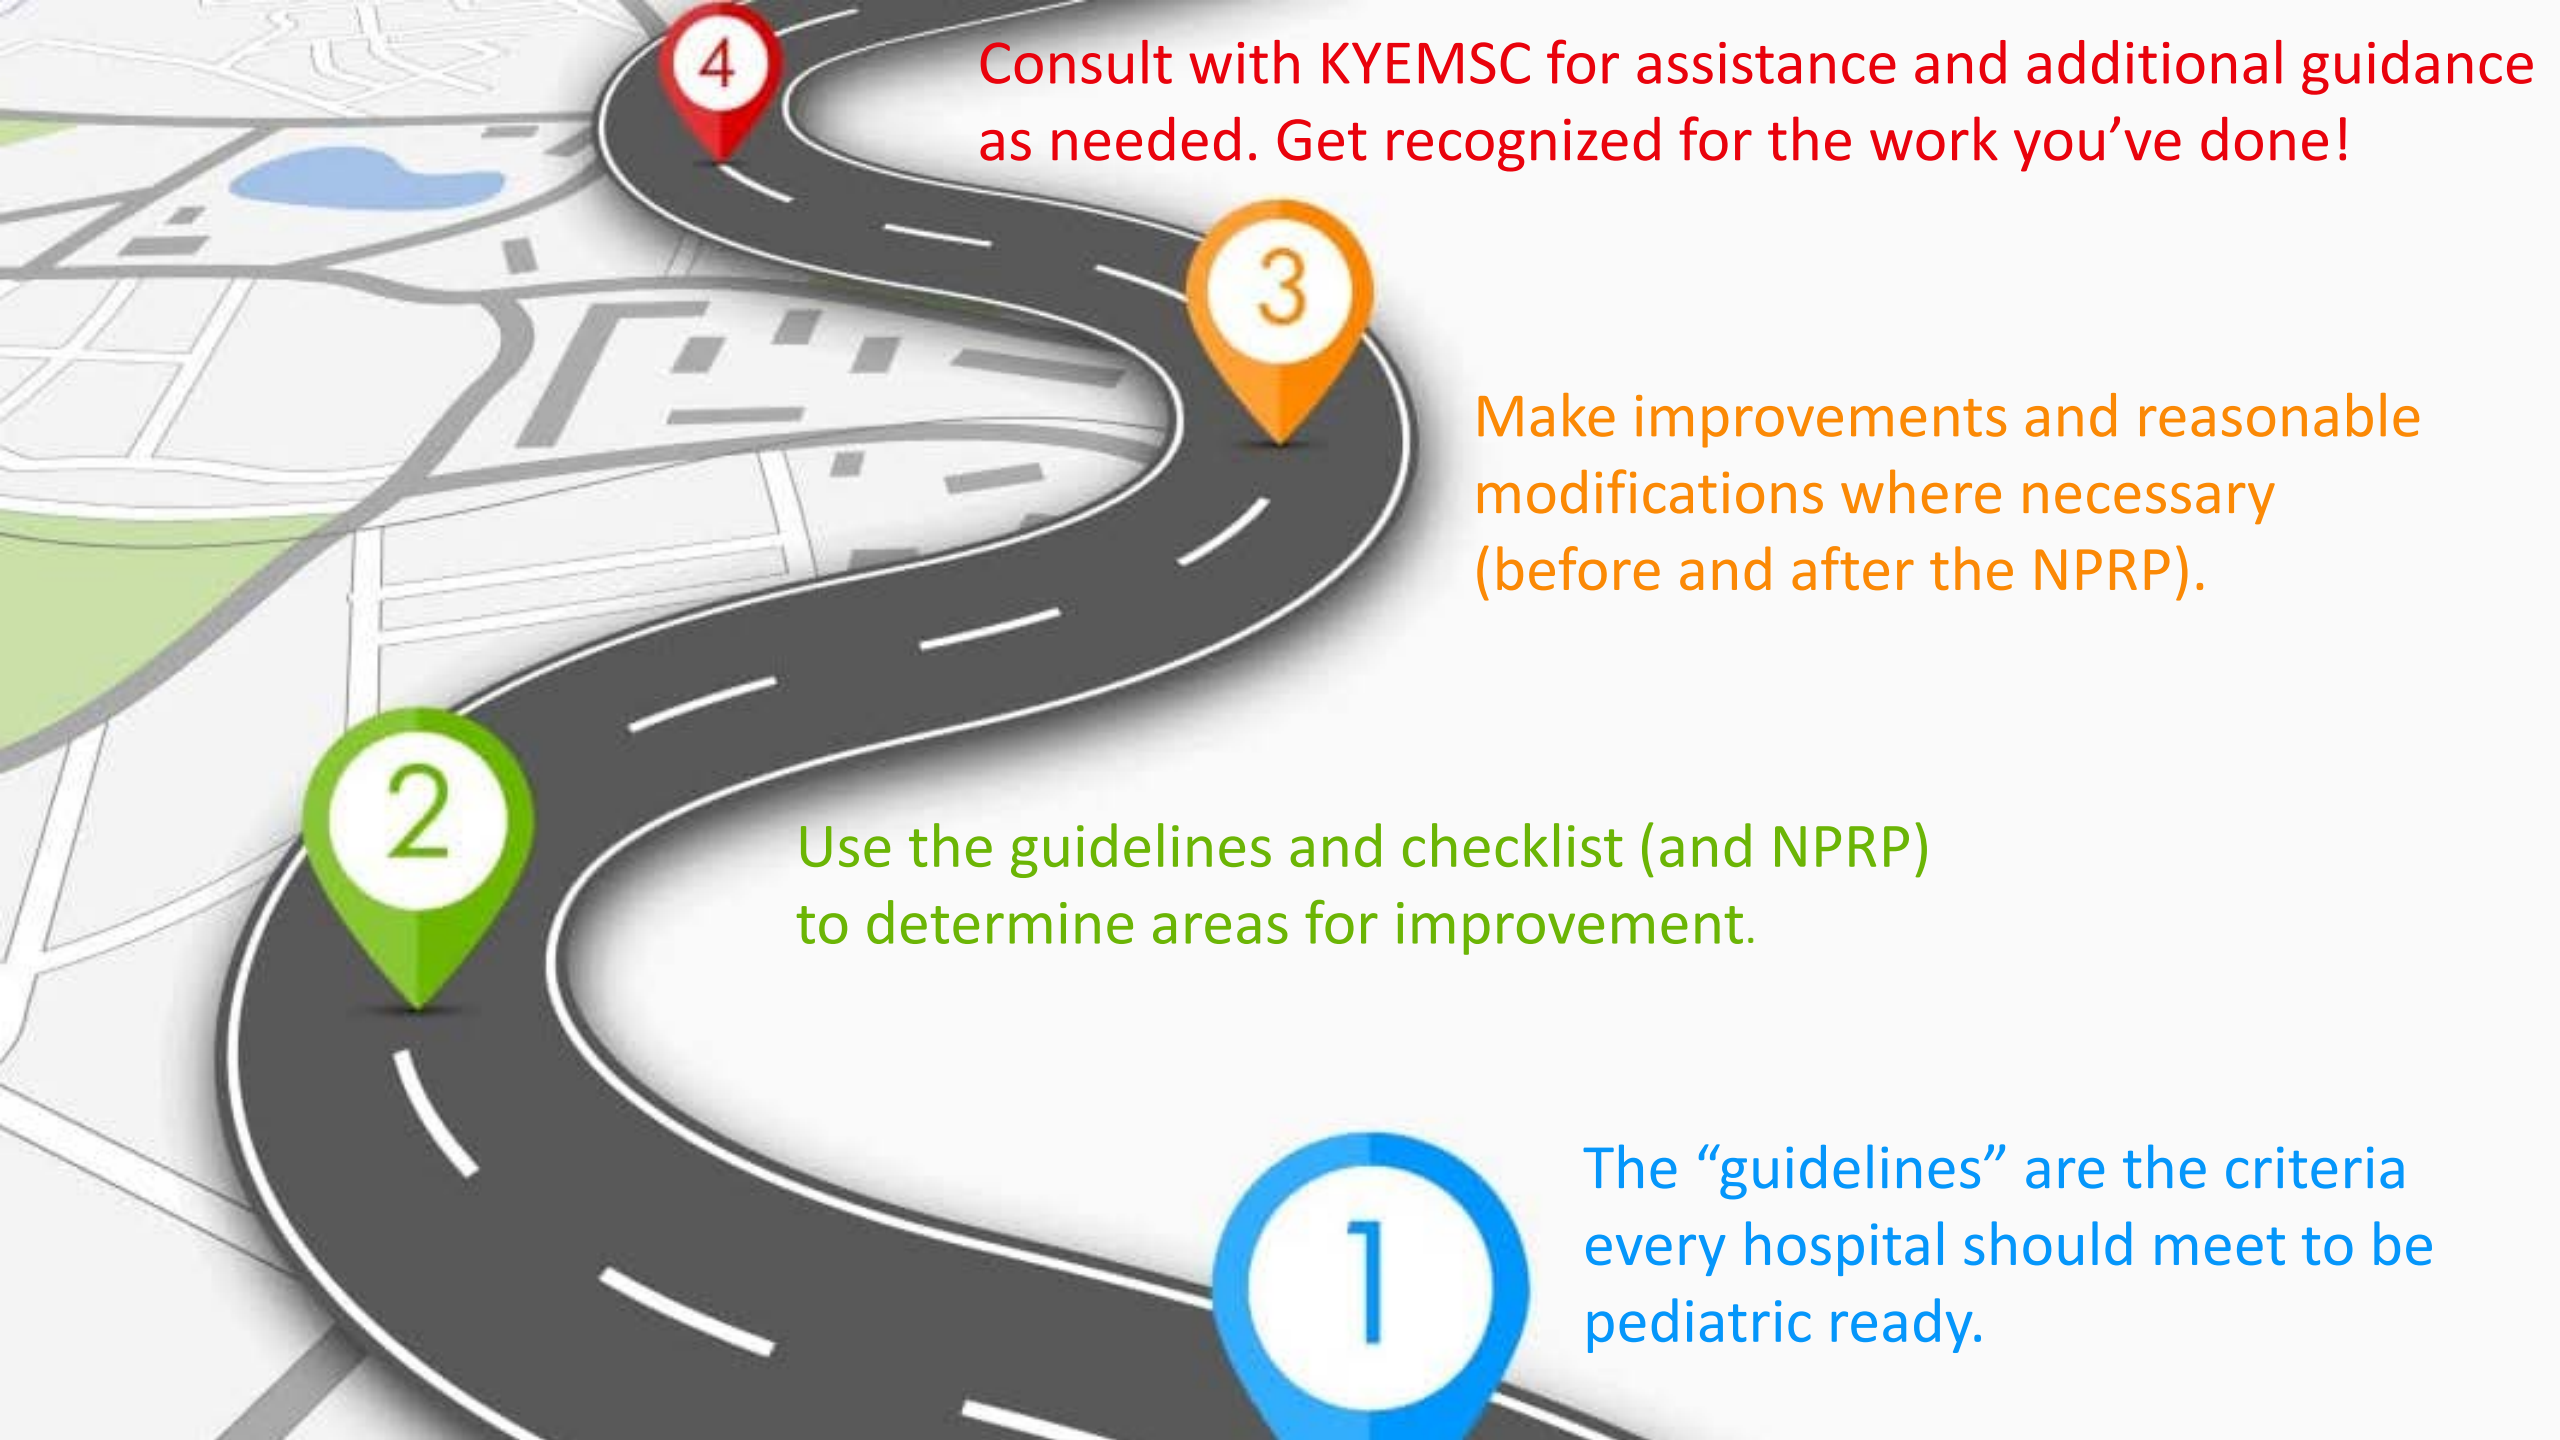 4
Consult with KYEMSC for assistance and additional guidance
as needed. Get recognized for the work you’ve done!
3
Make improvements and reasonable
modifications where necessary
(before and after the NPRP).
2
Use the guidelines and checklist (and NPRP)
to determine areas for improvement.
1
The “guidelines” are the criteria
every hospital should meet to be
pediatric ready.